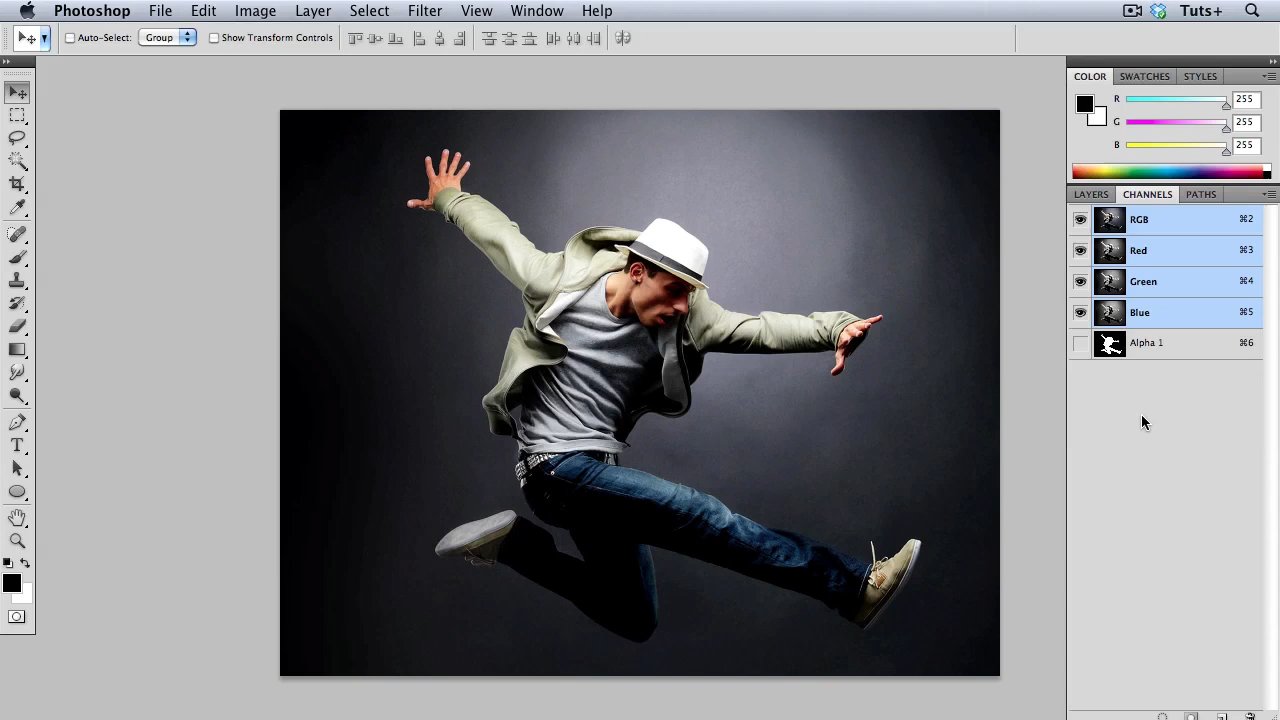 Photoshop File Edit Image Layer Select Filter View Window Help Tuts+
Auto-Select: Group Show Transform Controls
COLOR SWATCHES STYLES
R 255
G 255
B 255
LAYERS CHANNELS PATHS
RGB ⌘2
Red ⌘3
Green ⌘4
Blue ⌘5
Alpha 1 ⌘6